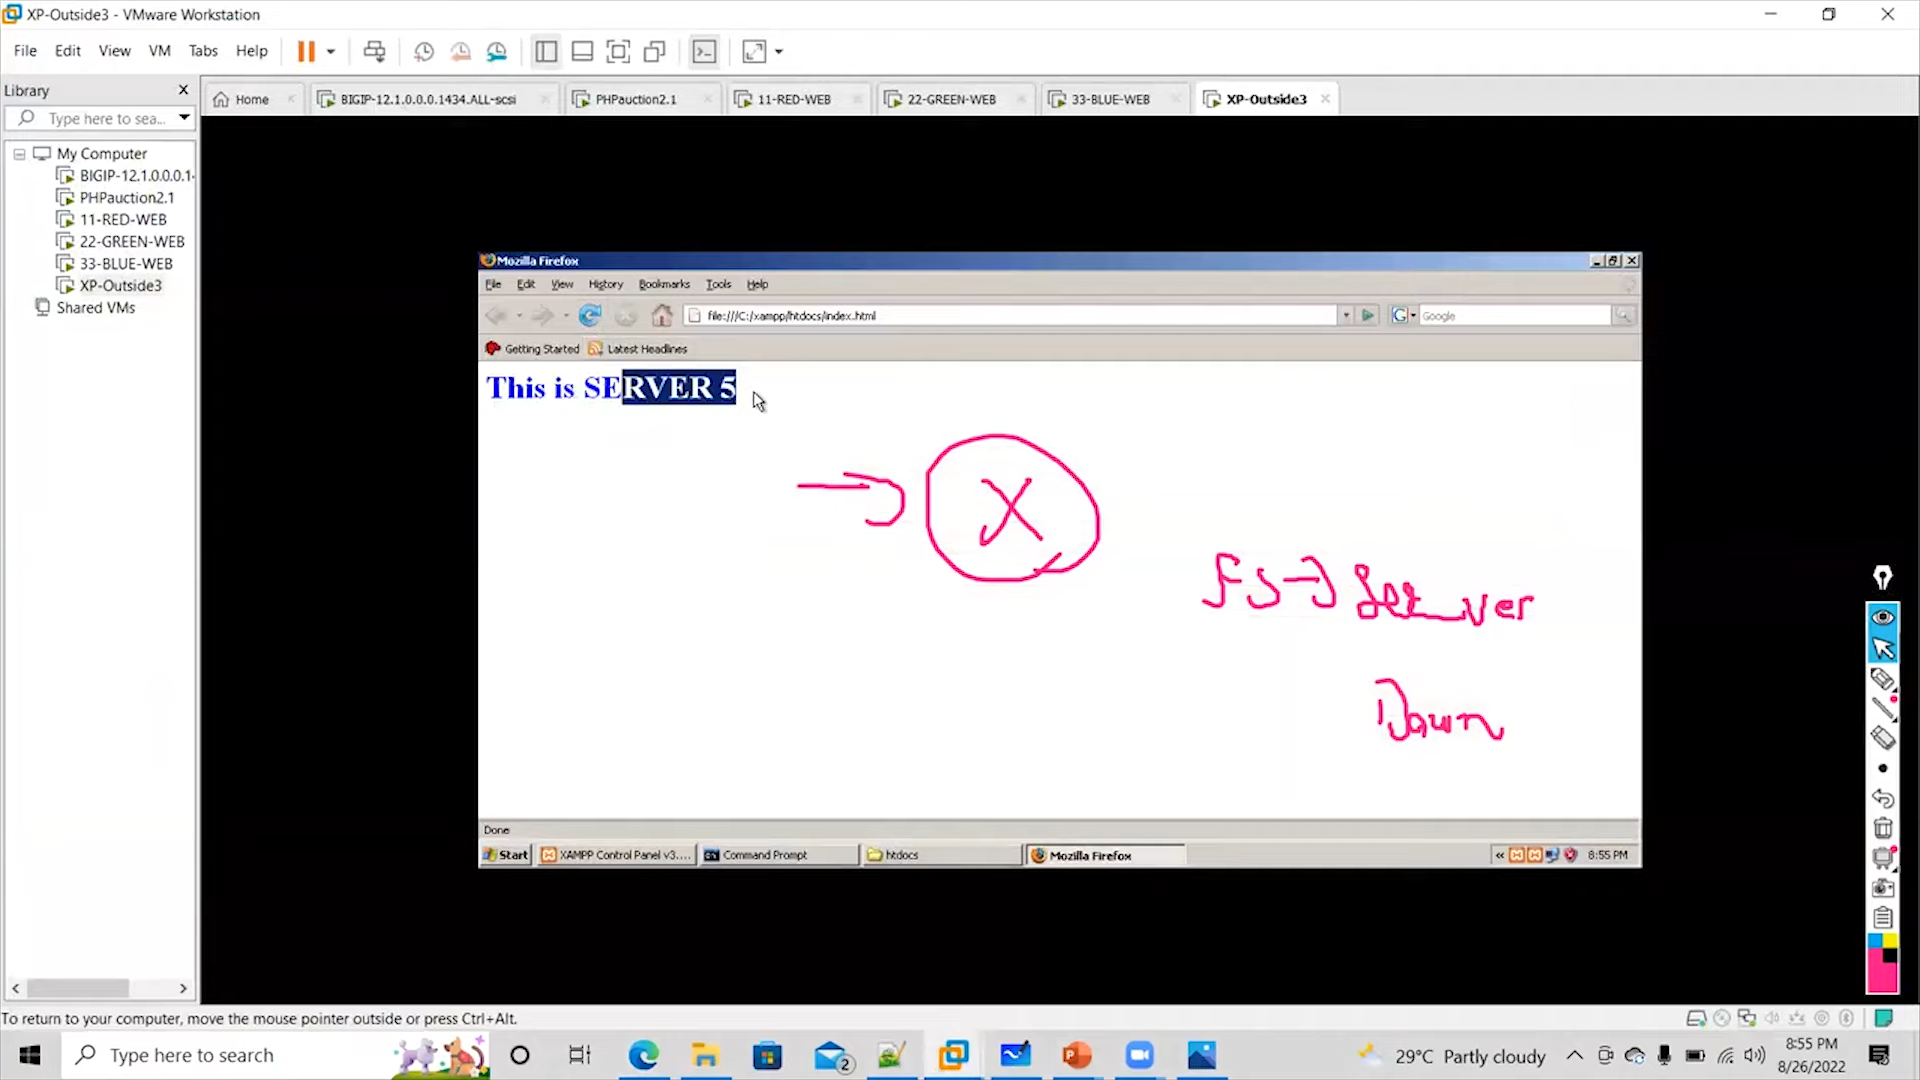 XP-Outside3 - VMware Workstation
File Edit View VM Tabs Help
Library
Type here to sea...
My Computer
BIGIP-12.1.0.0.0.1
PHPauction2.1
11-RED-WEB
22-GREEN-WEB
33-BLUE-WEB
XP-Outside3
Shared VMs
Home BIGIP-12.1.0.0.0.1434.ALL-scsi PHPauction2.1 11-RED-WEB 22-GREEN-WEB 33-BLUE-WEB XP-Outside3
Mozilla Firefox
File Edit View History Bookmarks Tools Help
file:///C:/xampp/htdocs/index.html
G Google
Getting Started Latest Headlines
This is SERVER 5
X
Down
Done
Start XAMPP Control Panel v3.... Command Prompt htdocs Mozilla Firefox « 8:55 PM
To return to your computer, move the mouse pointer outside or press Ctrl+Alt.
Type here to search
2
29°C Partly cloudy
8:55 PM
8/26/2022